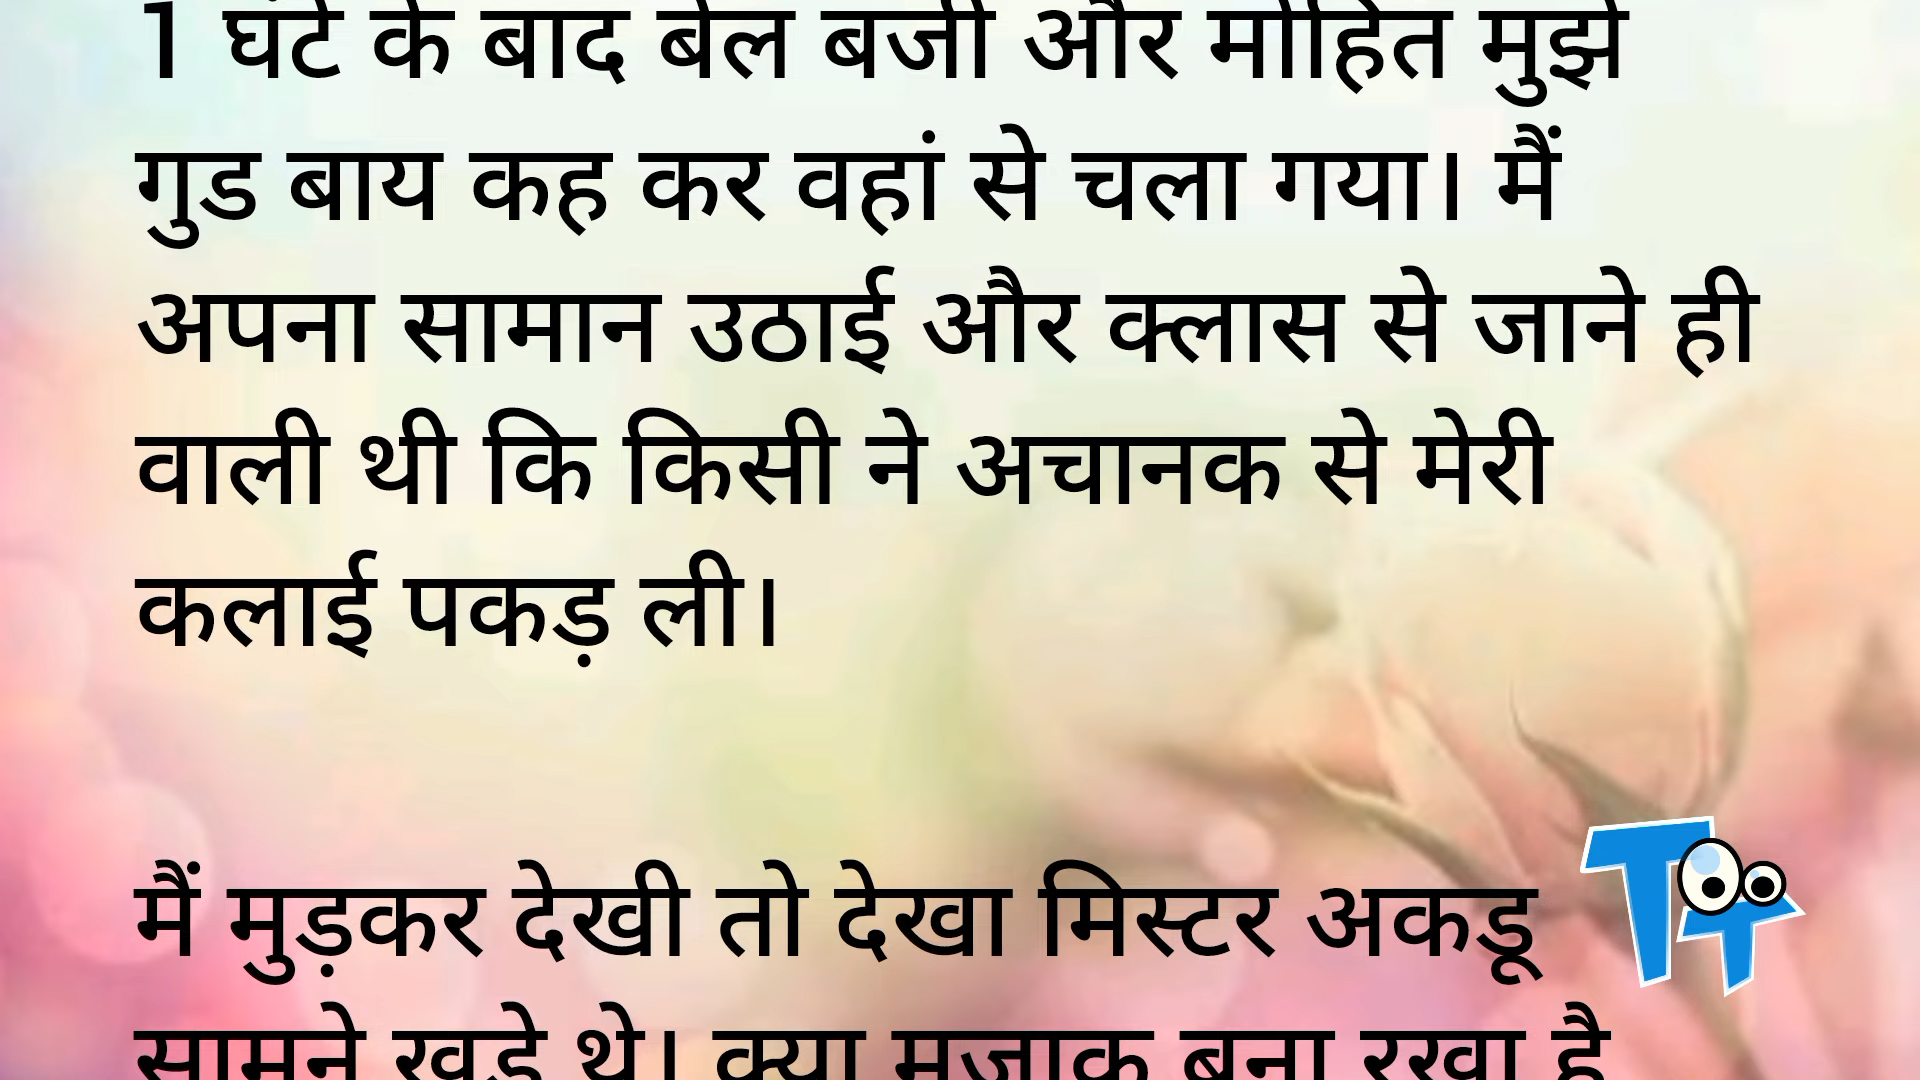 1 घंटे के बाद बेल बजी और मोहित मुझे
गुड बाय कह कर वहां से चला गया। मैं
अपना सामान उठाई और क्लास से जाने ही
वाली थी कि किसी ने अचानक से मेरी
कलाई पकड़ ली।
मैं मुड़कर देखी तो देखा मिस्टर अकडू
सामने खड़े थे। क्या मजाक बना रखा है
TT